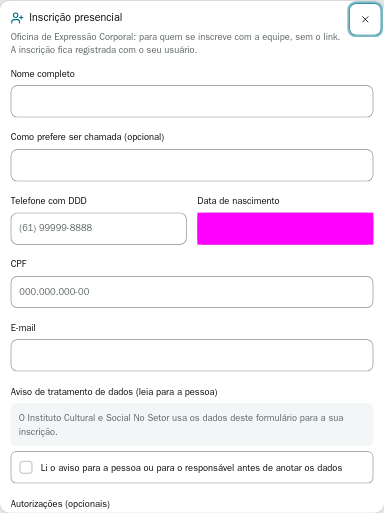 Inscrição presencial
Oficina de Expressão Corporal: para quem se inscreve com a equipe, sem o link.
A inscrição fica registrada com o seu usuário.
Nome completo
Como prefere ser chamada (opcional)
Telefone com DDD
Data de nascimento
(61) 99999-8888
CPF
000.000.000-00
E-mail
Aviso de tratamento de dados (leia para a pessoa)
O Instituto Cultural e Social No Setor usa os dados deste formulário para a sua
inscrição.
Li o aviso para a pessoa ou para o responsável antes de anotar os dados
Autorizações (opcionais)